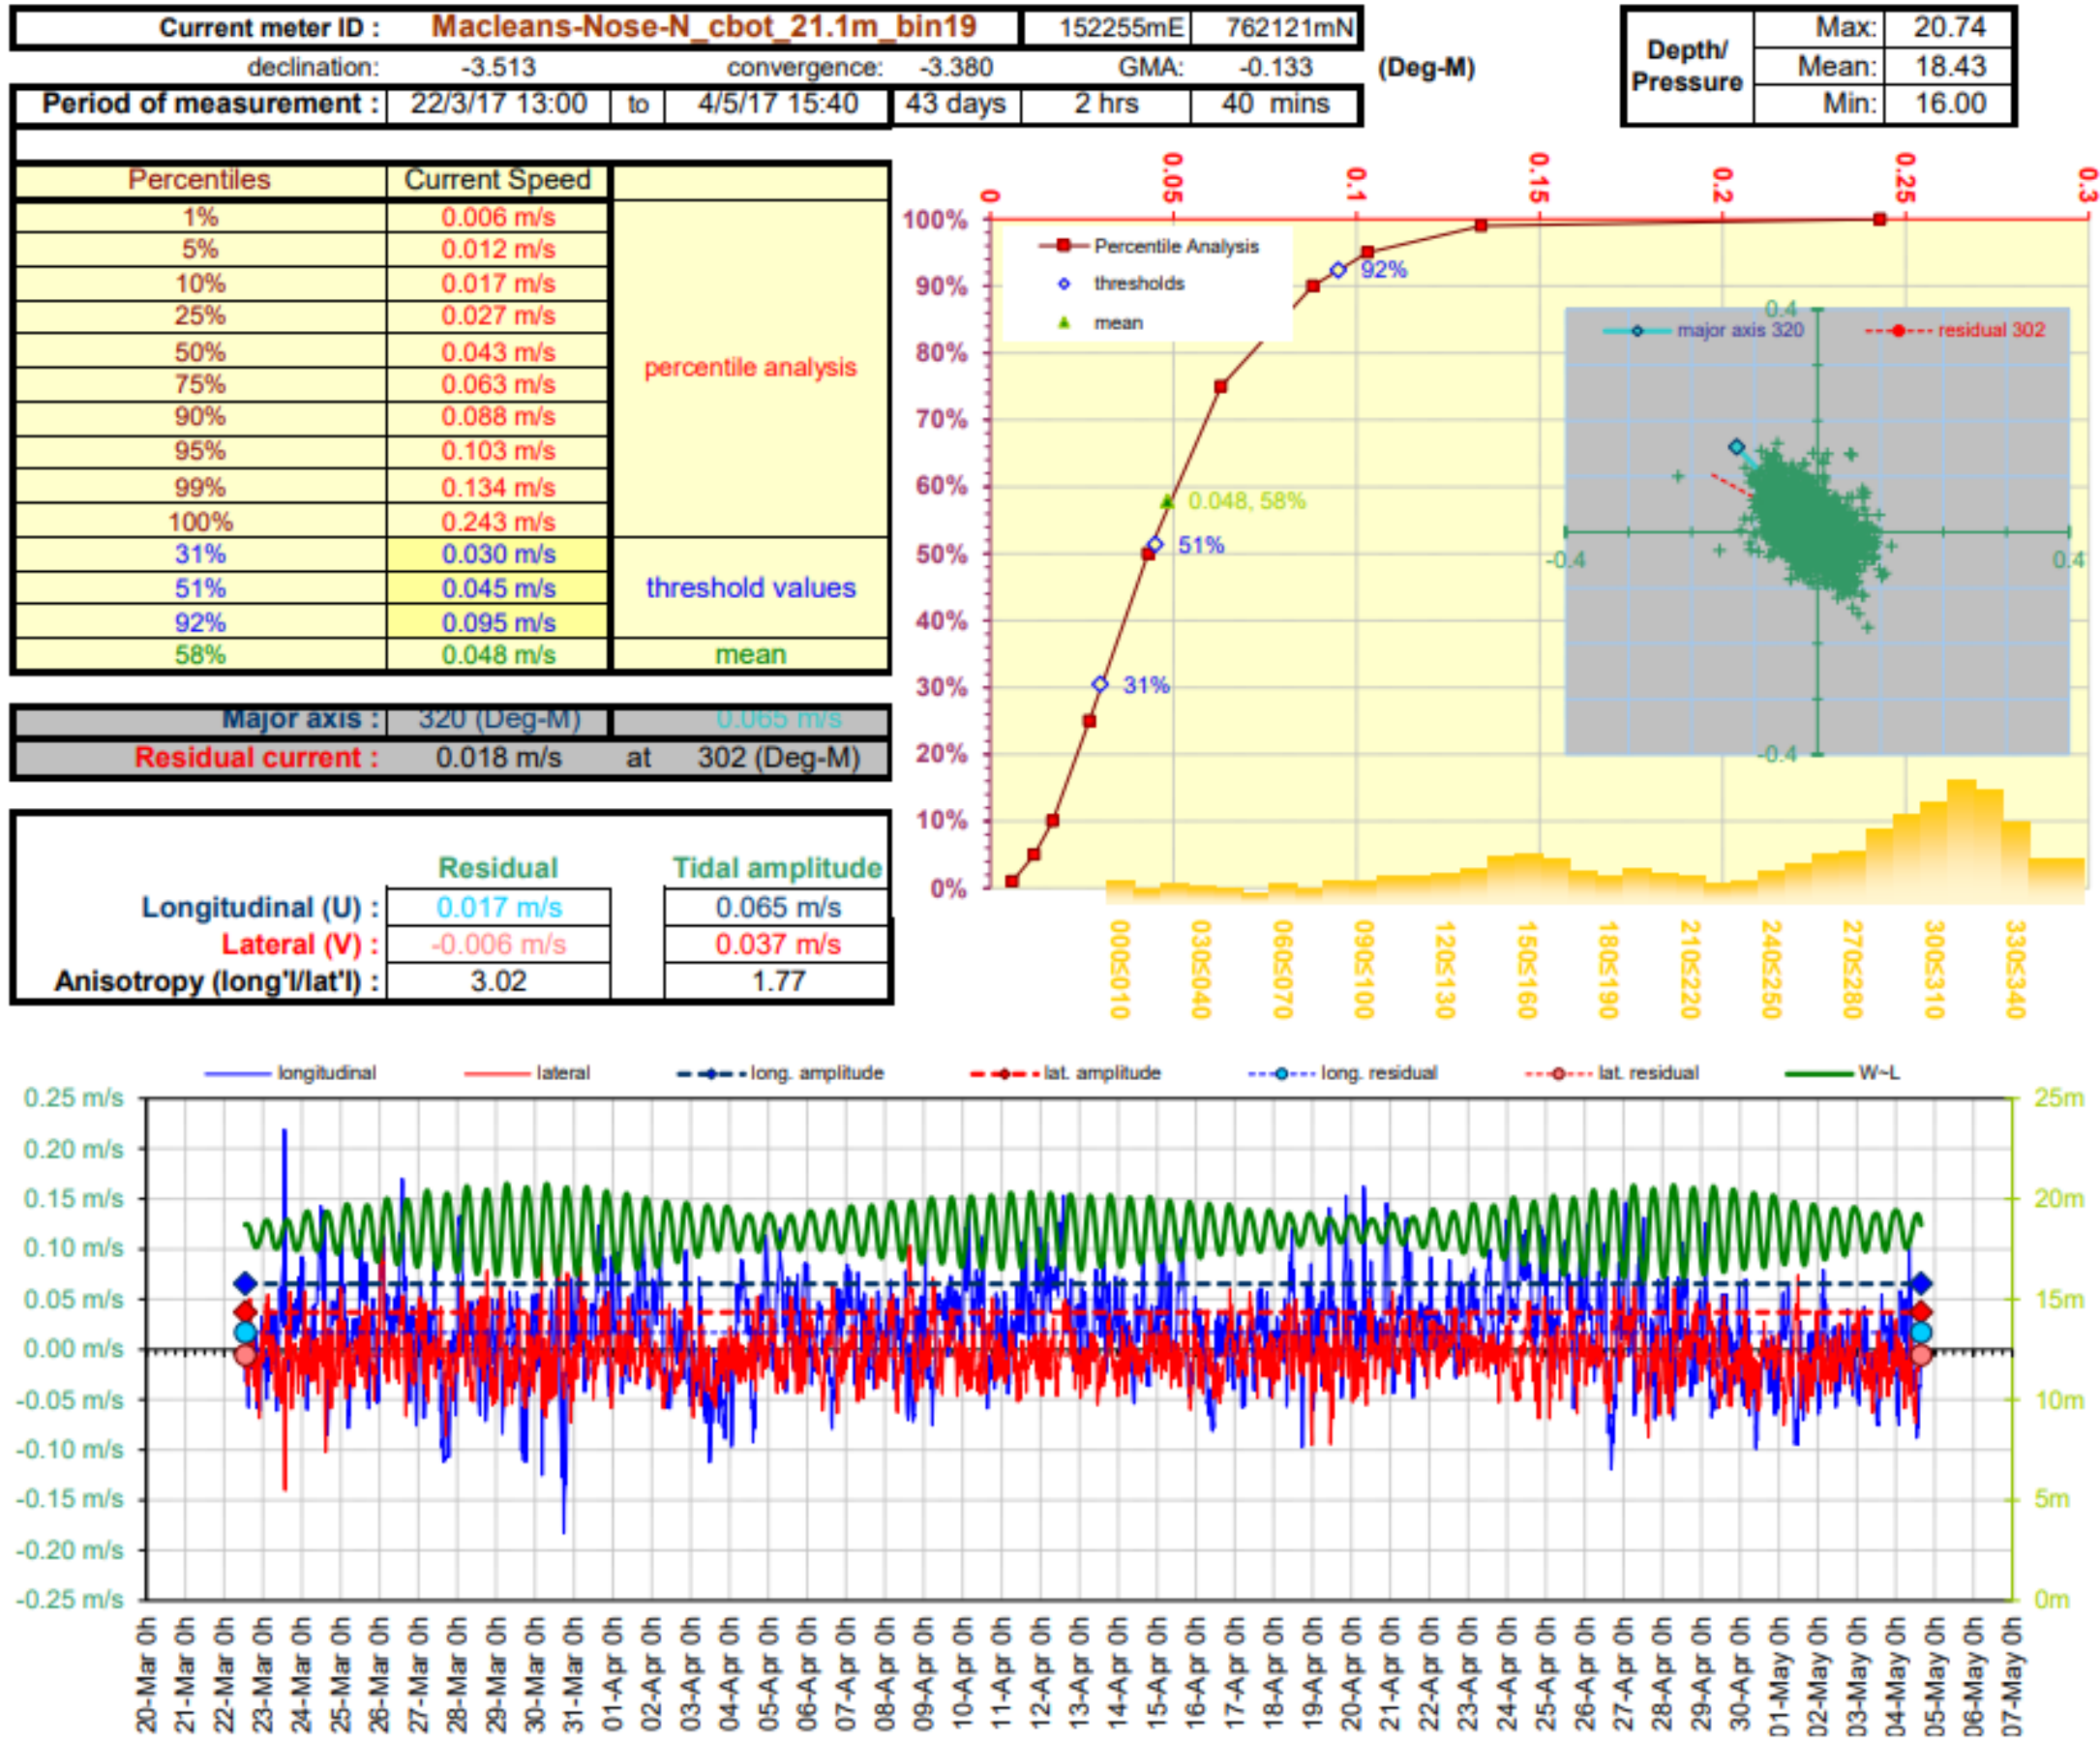 Current meter ID : Macleans-Nose-N_cbot_21.1m_bin19 152255mE 762121mN
declination: -3.513 convergence: -3.380 GMA: -0.133 (Deg-M)
Period of measurement : 22/3/17 13:00 to 4/5/17 15:40 43 days 2 hrs 40 mins
Depth/ Pressure
Max: 20.74
Mean: 18.43
Min: 16.00
Percentiles Current Speed
1% 0.006 m/s
5% 0.012 m/s
10% 0.017 m/s
25% 0.027 m/s
50% 0.043 m/s
75% 0.063 m/s
90% 0.088 m/s
95% 0.103 m/s
99% 0.134 m/s
100% 0.243 m/s
percentile analysis
31% 0.030 m/s
51% 0.045 m/s
92% 0.095 m/s
threshold values
58% 0.048 m/s mean
Major axis : 320 (Deg-M) 0.065 m/s
Residual current : 0.018 m/s at 302 (Deg-M)
Residual Tidal amplitude
Longitudinal (U) : 0.017 m/s 0.065 m/s
Lateral (V) : -0.006 m/s 0.037 m/s
Anisotropy (long'l/lat'l) : 3.02 1.77
0 0.05 0.1 0.15 0.2 0.25 0.3
100%
90%
80%
70%
60%
50%
40%
30%
20%
10%
0%
Percentile Analysis
thresholds
mean
92%
0.048, 58%
51%
31%
0.4
major axis 320 residual 302
-0.4 0.4
-0.4
000≤010 030≤040 060≤070 090≤100 120≤130 150≤160 180≤190 210≤220 240≤250 270≤280 300≤310 330≤340
longitudinal lateral long. amplitude lat. amplitude long. residual lat. residual W~L
0.25 m/s
0.20 m/s
0.15 m/s
0.10 m/s
0.05 m/s
0.00 m/s
-0.05 m/s
-0.10 m/s
-0.15 m/s
-0.20 m/s
-0.25 m/s
25m
20m
15m
10m
5m
0m
20-Mar 0h
21-Mar 0h
22-Mar 0h
23-Mar 0h
24-Mar 0h
25-Mar 0h
26-Mar 0h
27-Mar 0h
28-Mar 0h
29-Mar 0h
30-Mar 0h
31-Mar 0h
01-Apr 0h
02-Apr 0h
03-Apr 0h
04-Apr 0h
05-Apr 0h
06-Apr 0h
07-Apr 0h
08-Apr 0h
09-Apr 0h
10-Apr 0h
11-Apr 0h
12-Apr 0h
13-Apr 0h
14-Apr 0h
15-Apr 0h
16-Apr 0h
17-Apr 0h
18-Apr 0h
19-Apr 0h
20-Apr 0h
21-Apr 0h
22-Apr 0h
23-Apr 0h
24-Apr 0h
25-Apr 0h
26-Apr 0h
27-Apr 0h
28-Apr 0h
29-Apr 0h
30-Apr 0h
01-May 0h
02-May 0h
03-May 0h
04-May 0h
05-May 0h
06-May 0h
07-May 0h